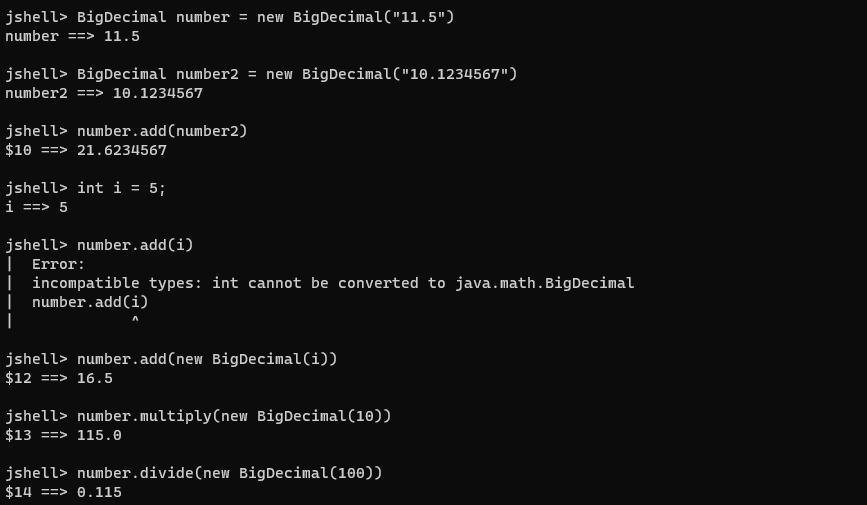 jshell> BigDecimal number = new BigDecimal("11.5")
number ==> 11.5
jshell> BigDecimal number2 = new BigDecimal("10.1234567")
number2 ==> 10.1234567
jshell> number.add(number2)
$10 ==> 21.6234567
jshell> int i = 5;
i ==> 5
jshell> number.add(i)
|  Error:
|  incompatible types: int cannot be converted to java.math.BigDecimal
|  number.add(i)
|             ^
jshell> number.add(new BigDecimal(i))
$12 ==> 16.5
jshell> number.multiply(new BigDecimal(10))
$13 ==> 115.0
jshell> number.divide(new BigDecimal(100))
$14 ==> 0.115